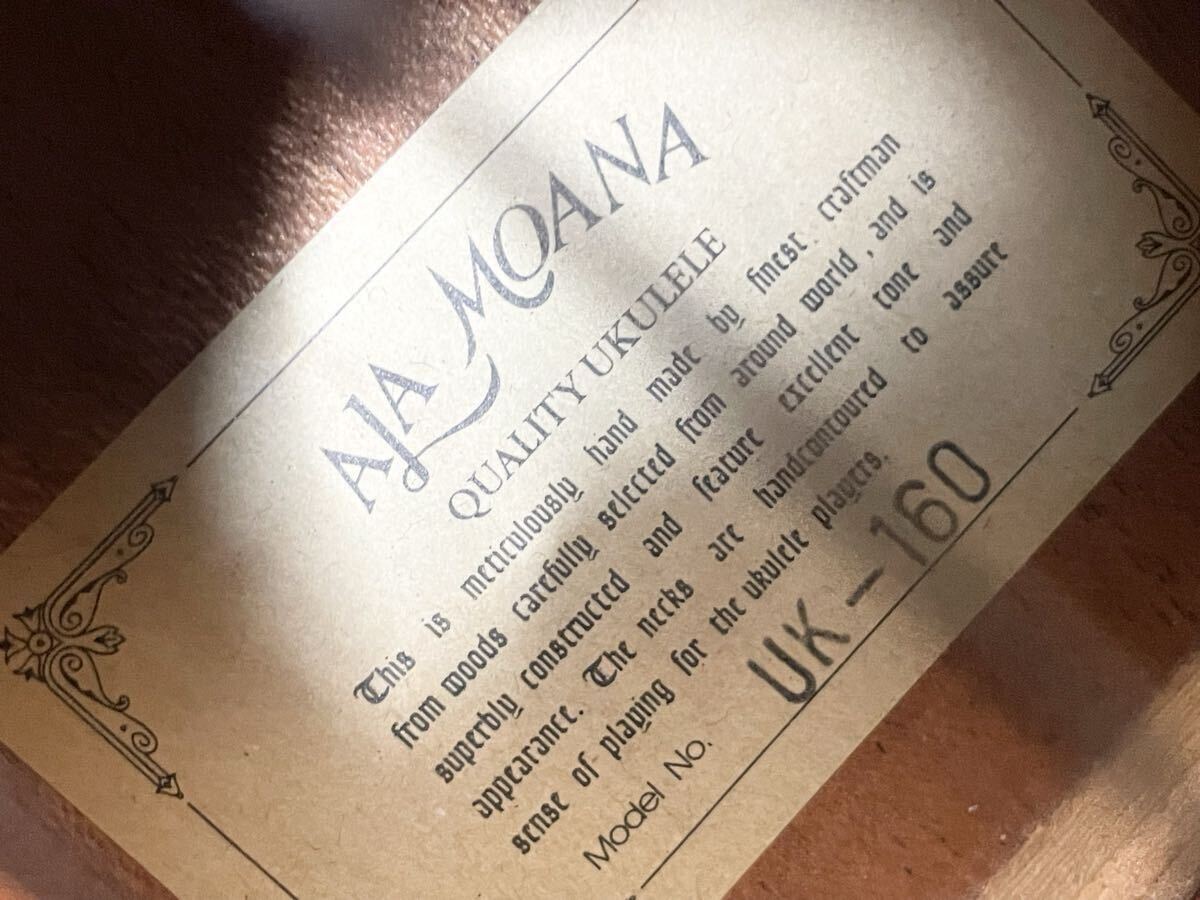 AJA MOANA
QUALITY UKULELE
This is meticulously hand made by finest craftman
from woods carefully selected from around world, and is
superbly constructed and feature excellent tone and
appearance. The necks are handcontoured to assure
sense of playing for the ukulele players.
Model No. UK-160